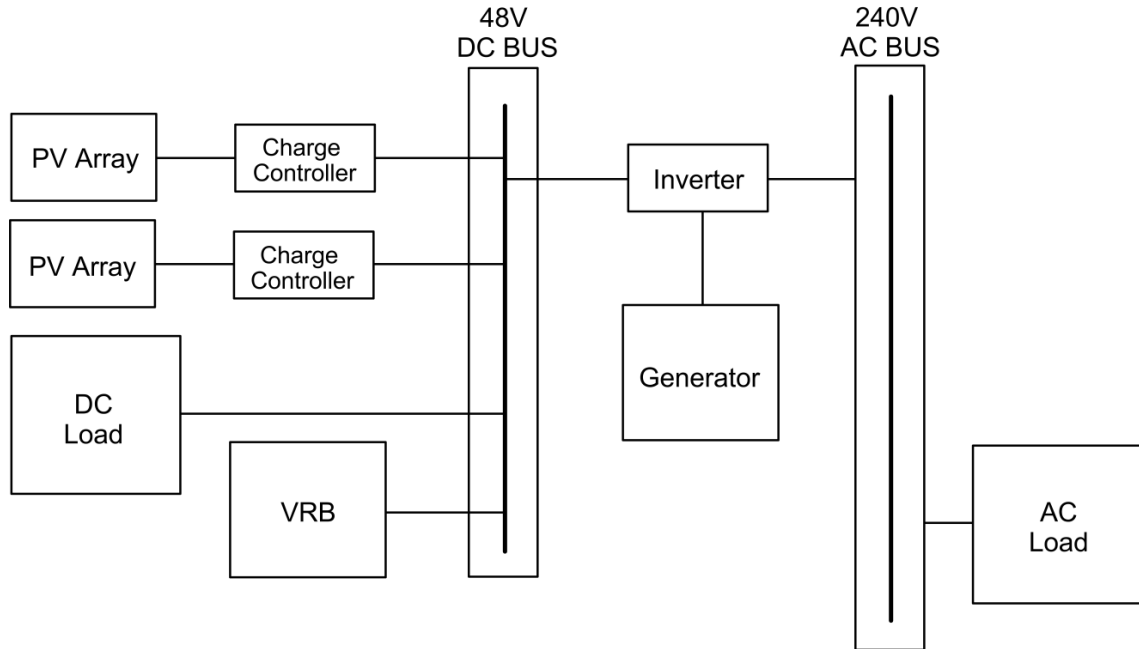 48V
DC BUS
240V
AC BUS
PV Array
Charge
Controller
Inverter
PV Array
Charge
Controller
Generator
DC
Load
VRB
AC
Load